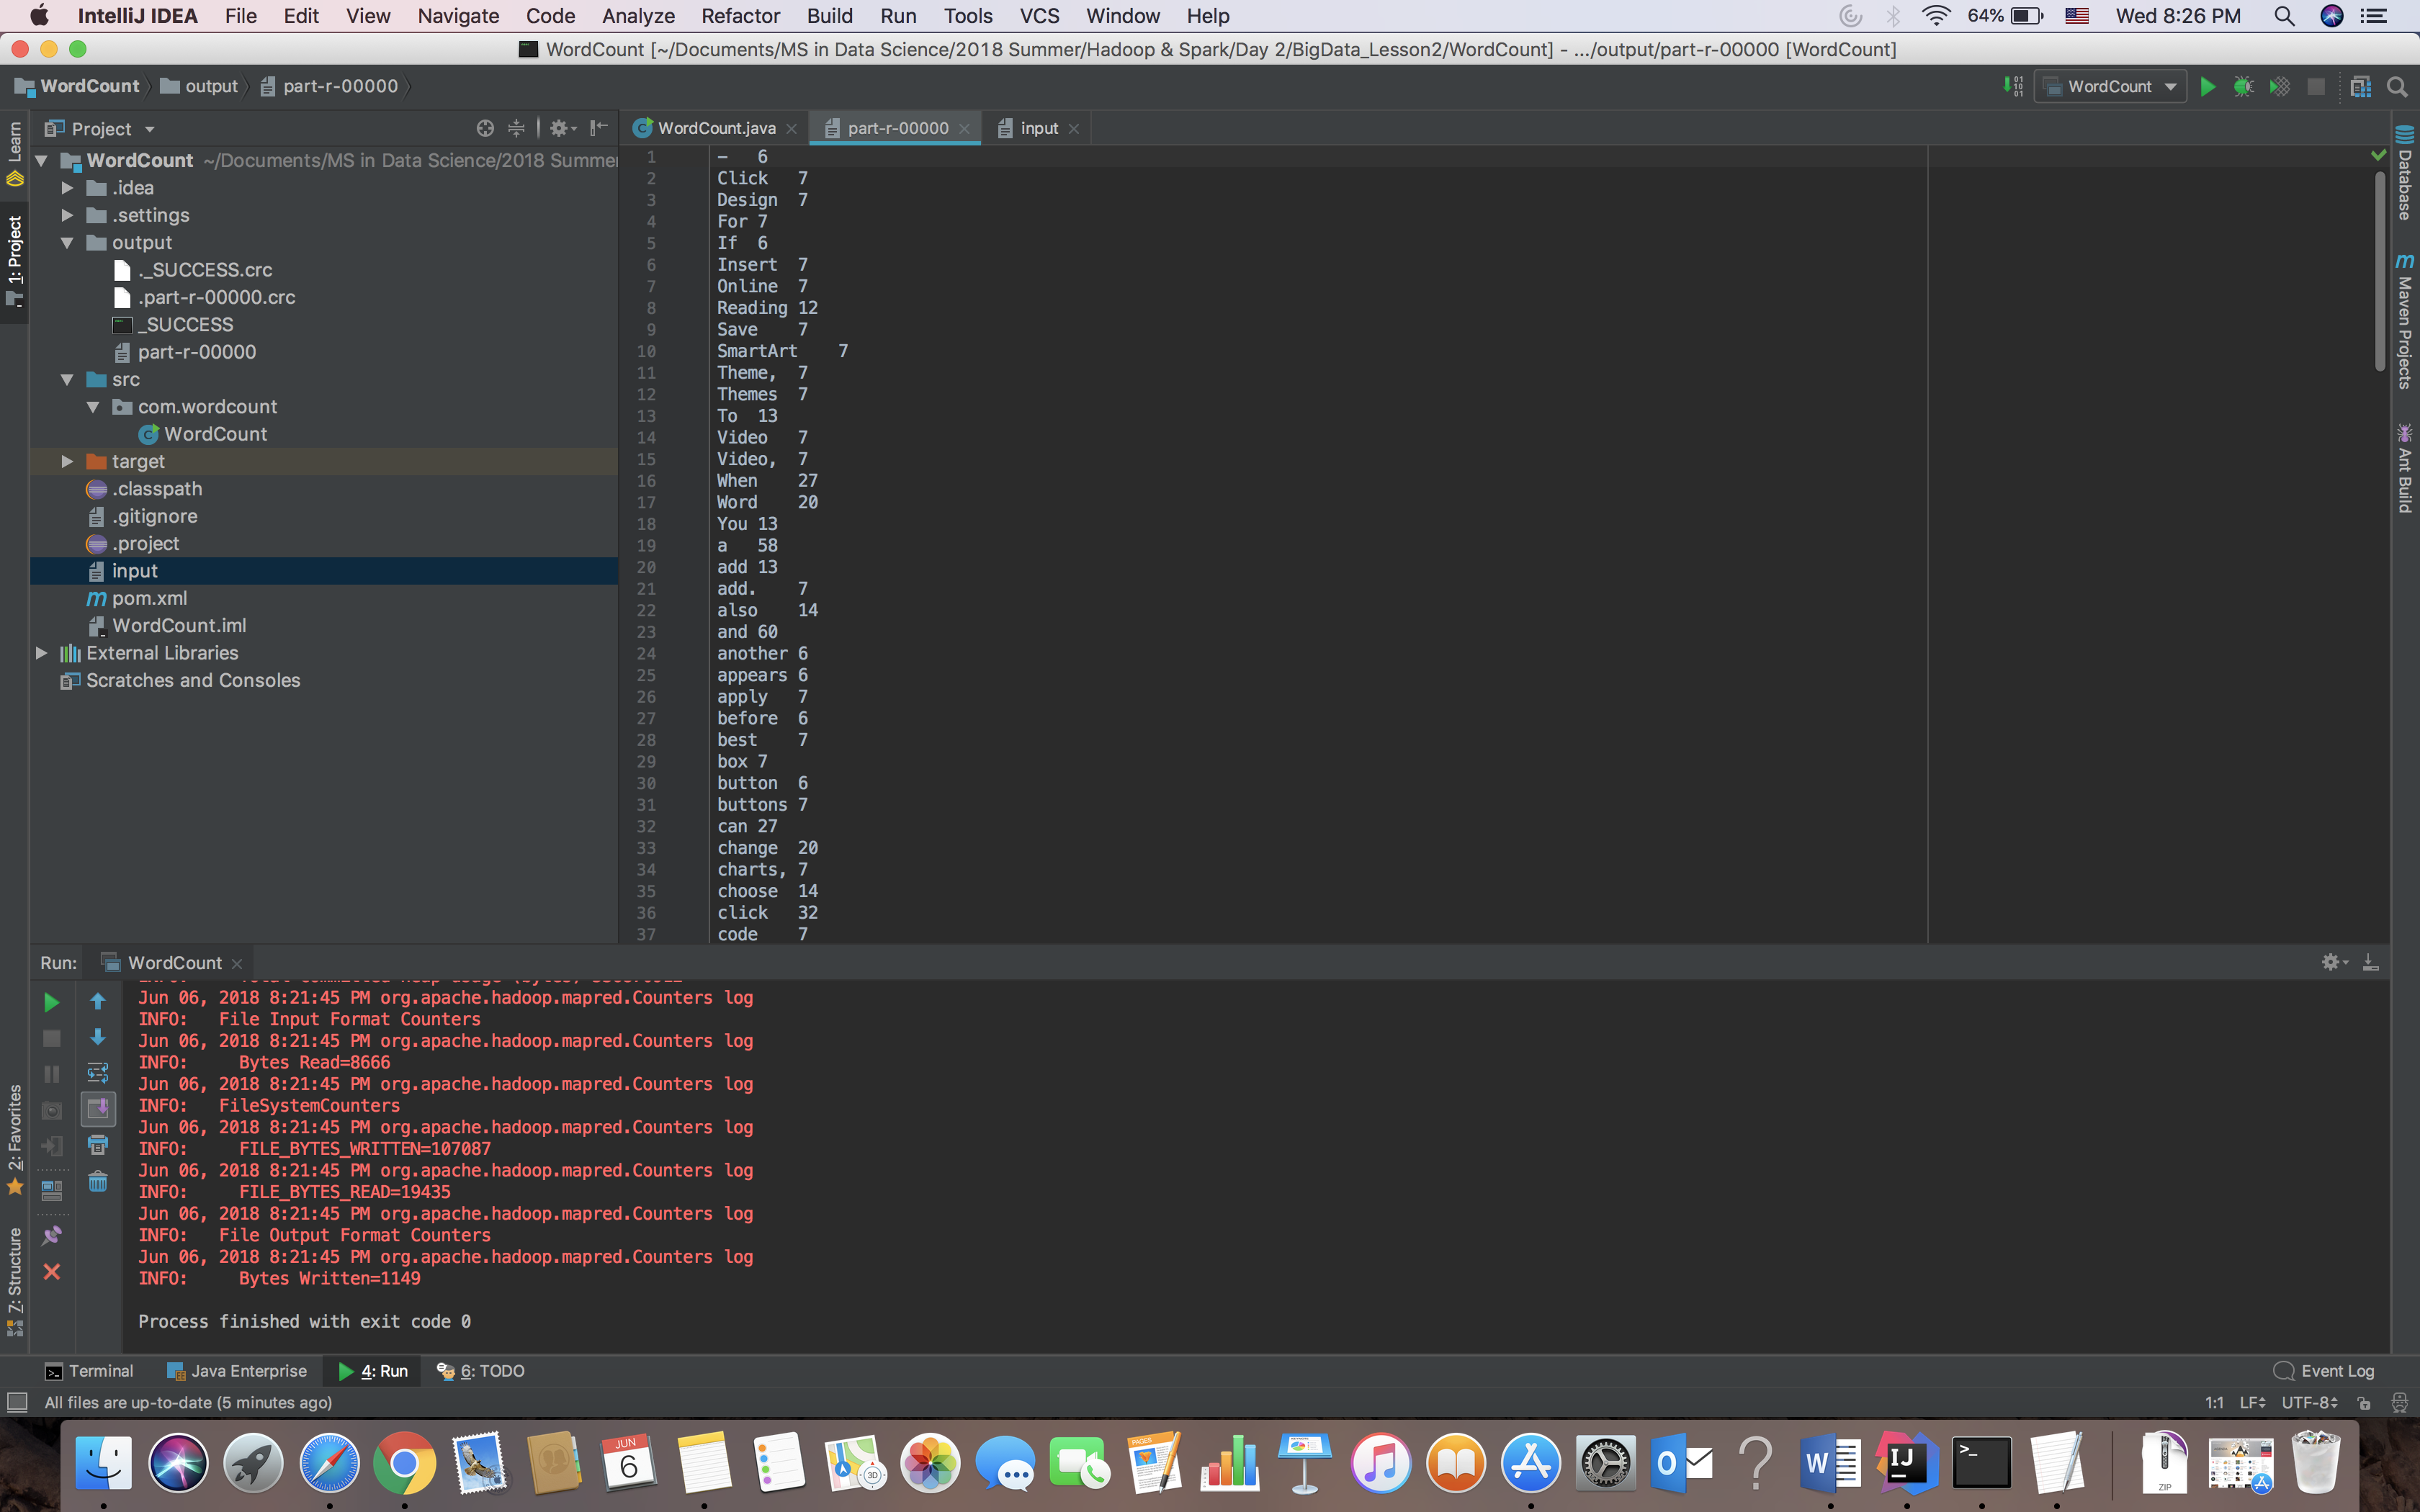 IntelliJ IDEA File Edit View Navigate Code Analyze Refactor Build Run Tools VCS Window Help 64% Wed 8:26 PM
WordCount [~/Documents/MS in Data Science/2018 Summer/Hadoop & Spark/Day 2/BigData_Lesson2/WordCount] - .../output/part-r-00000 [WordCount]
WordCount output part-r-00000 WordCount
Learn
1: Project
2: Favorites
7: Structure
Project
WordCount ~/Documents/MS in Data Science/2018 Summer
.idea
.settings
output
._SUCCESS.crc
.part-r-00000.crc
_SUCCESS
part-r-00000
src
com.wordcount
WordCount
target
.classpath
.gitignore
.project
input
pom.xml
WordCount.iml
External Libraries
Scratches and Consoles
WordCount.java part-r-00000 input
1 – 6
2 Click 7
3 Design 7
4 For 7
5 If 6
6 Insert 7
7 Online 7
8 Reading 12
9 Save 7
10 SmartArt 7
11 Theme, 7
12 Themes 7
13 To 13
14 Video 7
15 Video, 7
16 When 27
17 Word 20
18 You 13
19 a 58
20 add 13
21 add. 7
22 also 14
23 and 60
24 another 6
25 appears 6
26 apply 7
27 before 6
28 best 7
29 box 7
30 button 6
31 buttons 7
32 can 27
33 change 20
34 charts, 7
35 choose 14
36 click 32
37 code 7
Database
Maven Projects
Ant Build
Run: WordCount
Jun 06, 2018 8:21:45 PM org.apache.hadoop.mapred.Counters log
INFO: File Input Format Counters
Jun 06, 2018 8:21:45 PM org.apache.hadoop.mapred.Counters log
INFO: Bytes Read=8666
Jun 06, 2018 8:21:45 PM org.apache.hadoop.mapred.Counters log
INFO: FileSystemCounters
Jun 06, 2018 8:21:45 PM org.apache.hadoop.mapred.Counters log
INFO: FILE_BYTES_WRITTEN=107087
Jun 06, 2018 8:21:45 PM org.apache.hadoop.mapred.Counters log
INFO: FILE_BYTES_READ=19435
Jun 06, 2018 8:21:45 PM org.apache.hadoop.mapred.Counters log
INFO: File Output Format Counters
Jun 06, 2018 8:21:45 PM org.apache.hadoop.mapred.Counters log
INFO: Bytes Written=1149
Process finished with exit code 0
Terminal Java Enterprise 4: Run 6: TODO Event Log
All files are up-to-date (5 minutes ago) 1:1 LF UTF-8
JUN
6
PAGES
3D
O
W
IJ
>_
ZIP